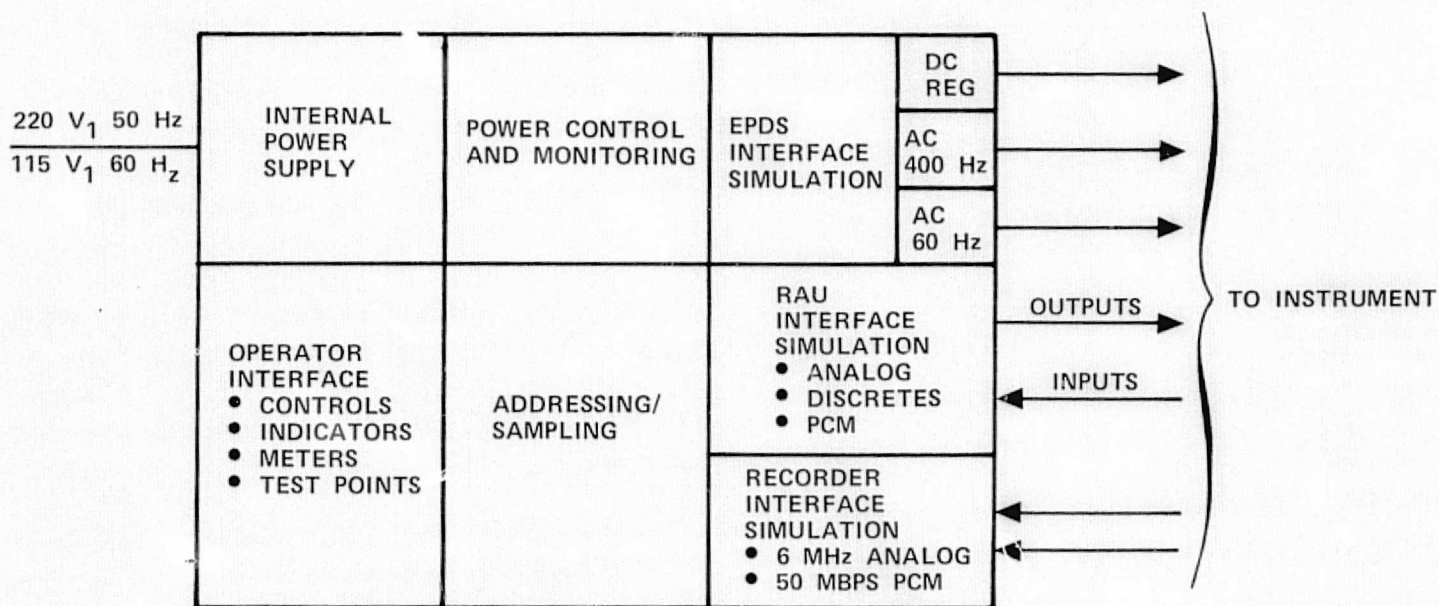 220 V₁ 50 Hz
115 V₁ 60 Hz
INTERNAL
POWER
SUPPLY
POWER CONTROL
AND MONITORING
EPDS
INTERFACE
SIMULATION
DC
REG
AC
400 Hz
AC
60 Hz
OPERATOR
INTERFACE
• CONTROLS
• INDICATORS
• METERS
• TEST POINTS
ADDRESSING/
SAMPLING
RAU
INTERFACE
SIMULATION
• ANALOG
• DISCRETES
• PCM
RECORDER
INTERFACE
SIMULATION
• 6 MHz ANALOG
• 50 MBPS PCM
OUTPUTS
INPUTS
TO INSTRUMENT